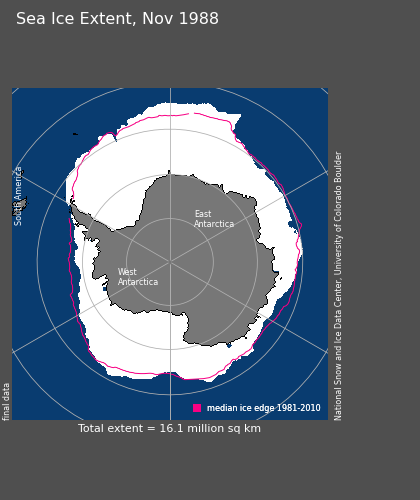 Sea Ice Extent, Nov 1988
South America
East
Antarctica
West
Antarctica
National Snow and Ice Data Center, University of Colorado Boulder
final data
median ice edge 1981-2010
Total extent = 16.1 million sq km